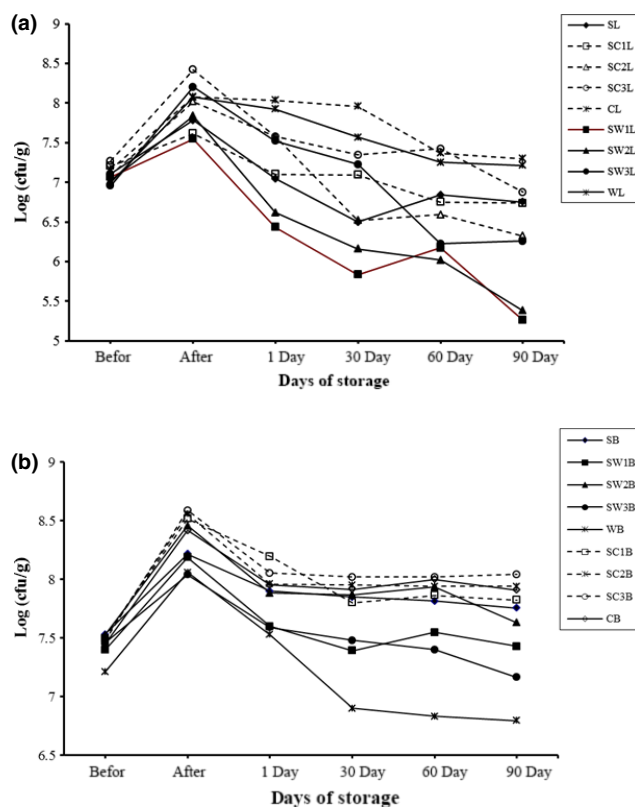 (a)
9
8.5
8
7.5
7
6.5
6
5.5
5
Log (cfu/g)
Befor After 1 Day 30 Day 60 Day 90 Day
Days of storage
SL
SC1L
SC2L
SC3L
CL
SW1L
SW2L
SW3L
WL
(b)
9
8.5
8
7.5
7
6.5
Log (cfu/g)
Befor After 1 Day 30 Day 60 Day 90 Day
Days of storage
SB
SW1B
SW2B
SW3B
WB
SC1B
SC2B
SC3B
CB